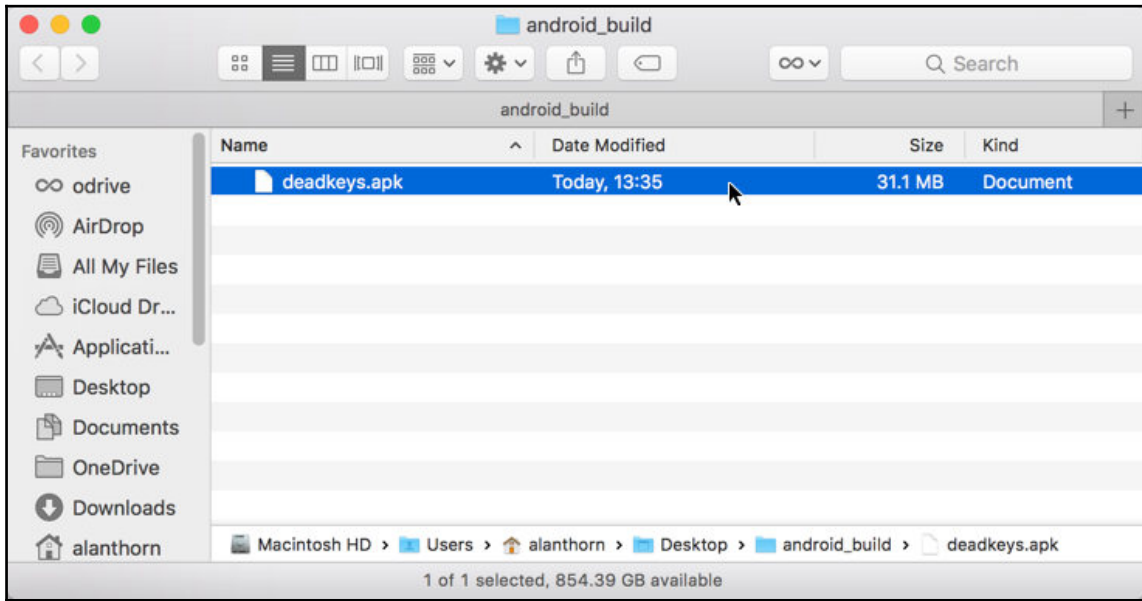 android_build
Search
android_build
Favorites
odrive
AirDrop
All My Files
iCloud Dr...
Applicati...
Desktop
Documents
OneDrive
Downloads
alanthorn
Name Date Modified Size Kind
deadkeys.apk Today, 13:35 31.1 MB Document
Macintosh HD > Users > alanthorn > Desktop > android_build > deadkeys.apk
1 of 1 selected, 854.39 GB available